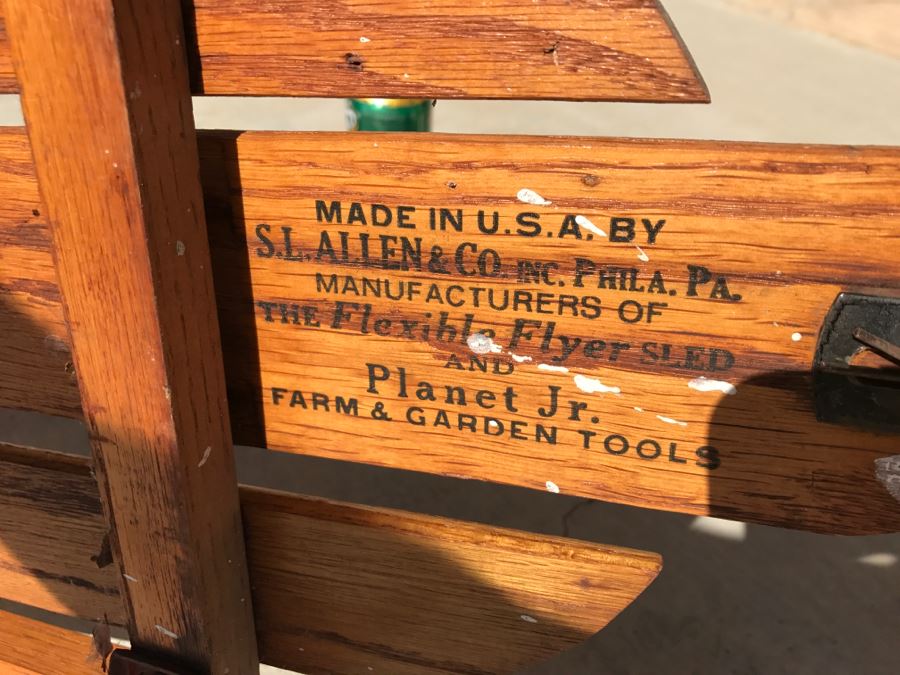 MADE IN U.S.A. BY
S.L. ALLEN & CO. INC. PHILA. PA.
MANUFACTURERS OF
THE Flexible Flyer SLED
AND
Planet Jr.
FARM & GARDEN TOOLS